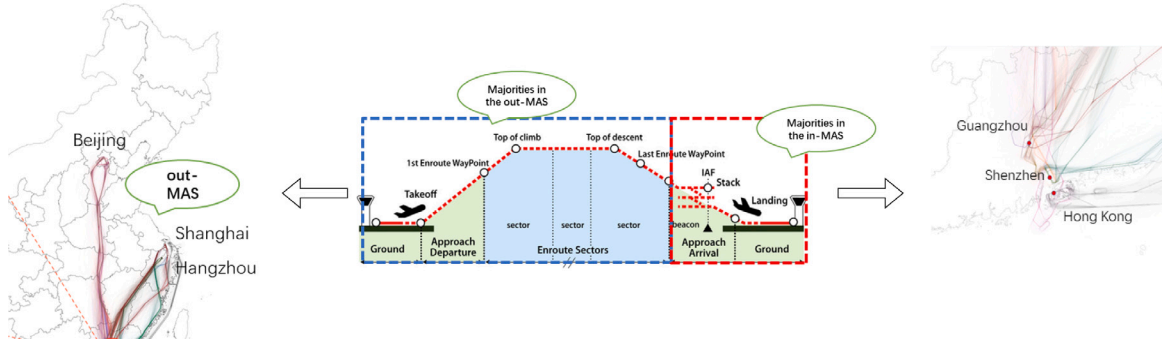 Beijing
out-
MAS
Shanghai
Hangzhou
Majorities in
the out-MAS
Majorities in
the in-MAS
Top of climb
Top of descent
1st Enroute WayPoint
Last Enroute WayPoint
IAF
Stack
Takeoff
Landing
sector
sector
sector
beacon
Ground
Approach
Departure
Enroute Sectors
Approach
Arrival
Ground
Guangzhou
Shenzhen
Hong Kong